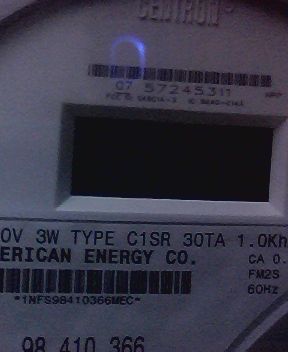 CENTRON
07 57245311
0V 3W TYPE C1SR 30TA 1.0Kh
ERICAN ENERGY CO. CA 0.
FM2S
*1NFS98410366MEC* 60Hz
98 410 366